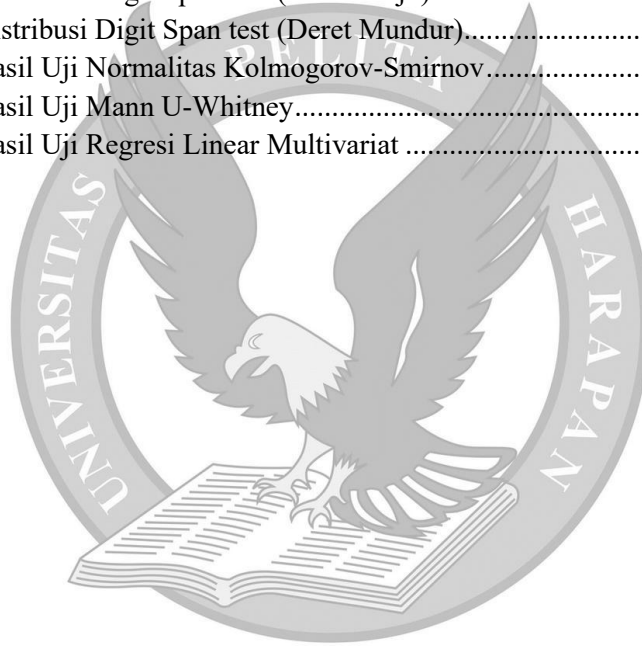 stribusi Digit Span test (Deret Mundur)........................
asil Uji Normalitas Kolmogorov-Smirnov......................
asil Uji Mann U-Whitney.................................................
asil Uji Regresi Linear Multivariat .................................
UNIVERSITAS PELITA HARAPAN